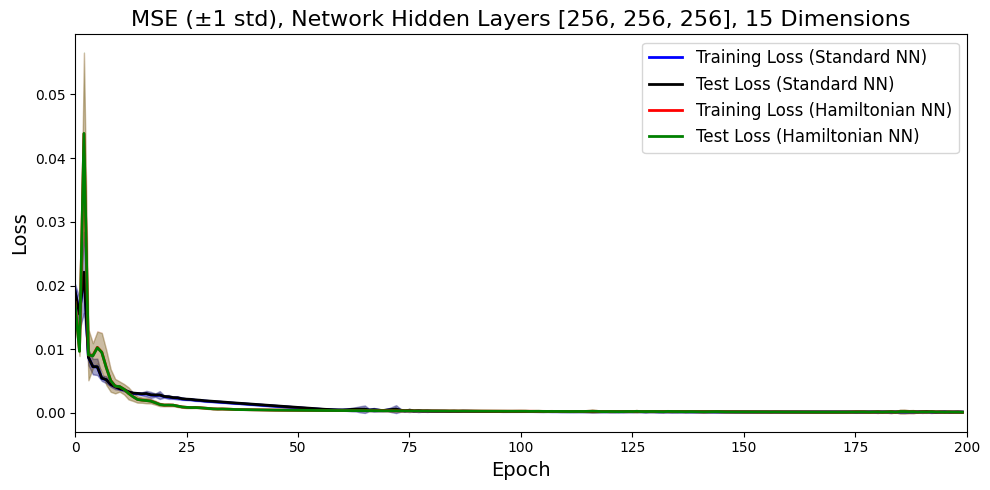 MSE (±1 std), Network Hidden Layers [256, 256, 256], 15 Dimensions
Training Loss (Standard NN)
Test Loss (Standard NN)
Training Loss (Hamiltonian NN)
Test Loss (Hamiltonian NN)
Loss
0.05
0.04
0.03
0.02
0.01
0.00
0 25 50 75 100 125 150 175 200
Epoch